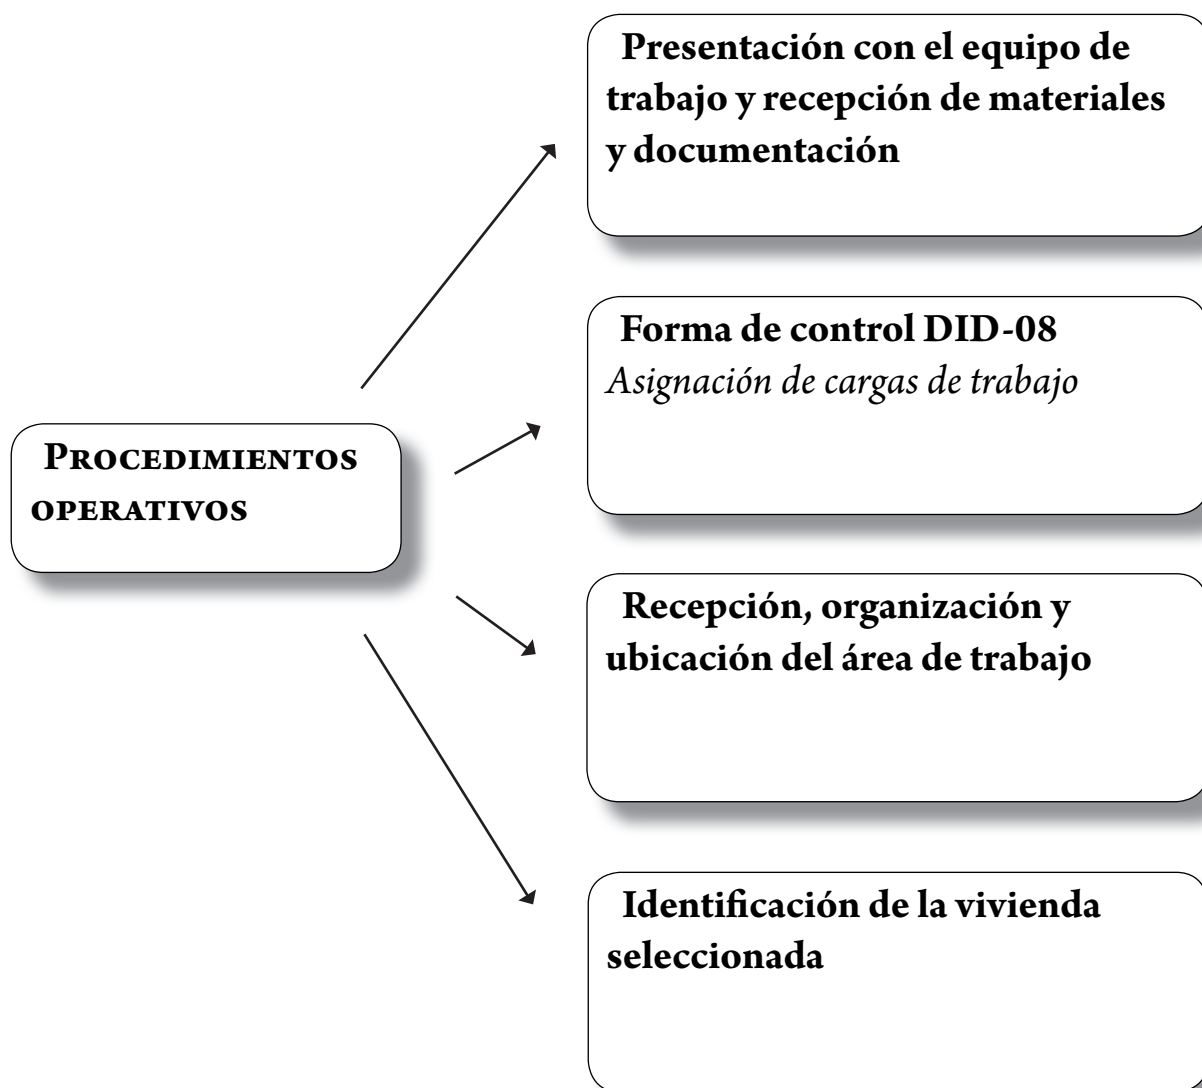 Presentación con el equipo de
trabajo y recepción de materiales
y documentación
Forma de control DID-08
Asignación de cargas de trabajo
PROCEDIMIENTOS
OPERATIVOS
Recepción, organización y
ubicación del área de trabajo
Identificación de la vivienda
seleccionada